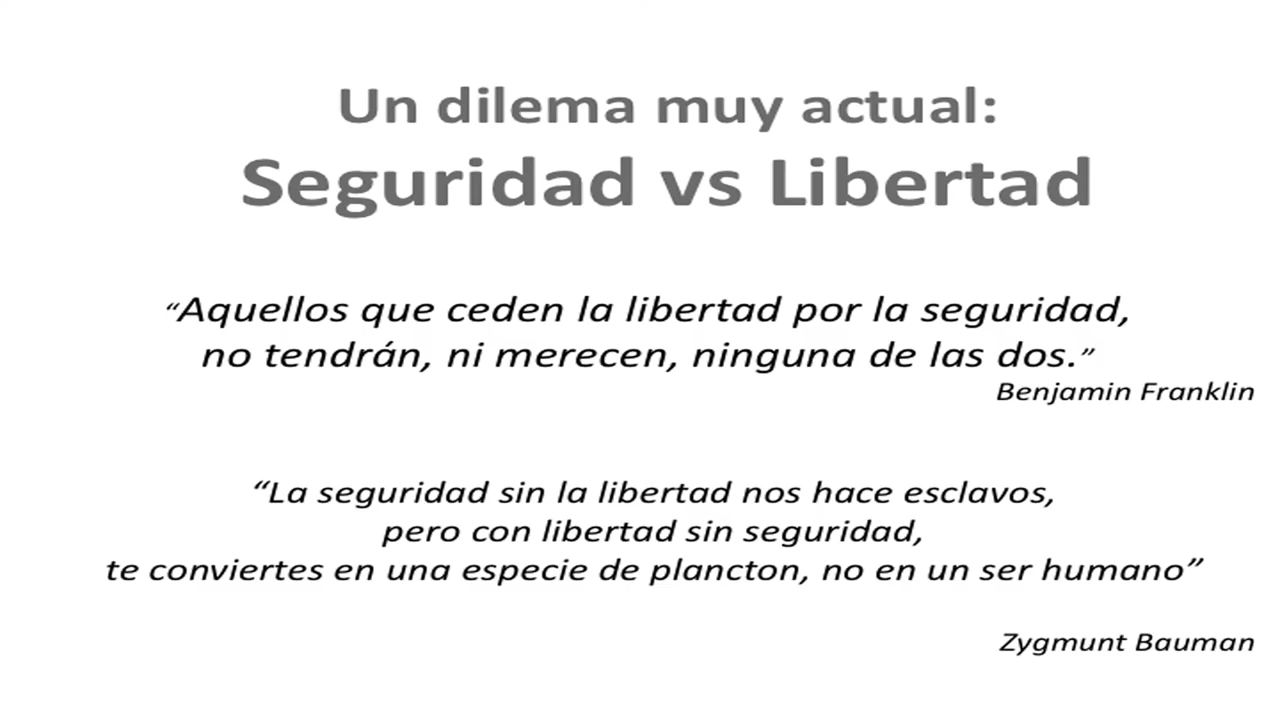 Un dilema muy actual:
Seguridad vs Libertad
“Aquellos que ceden la libertad por la seguridad,
no tendrán, ni merecen, ninguna de las dos.”
Benjamin Franklin
“La seguridad sin la libertad nos hace esclavos,
pero con libertad sin seguridad,
te conviertes en una especie de plancton, no en un ser humano”
Zygmunt Bauman